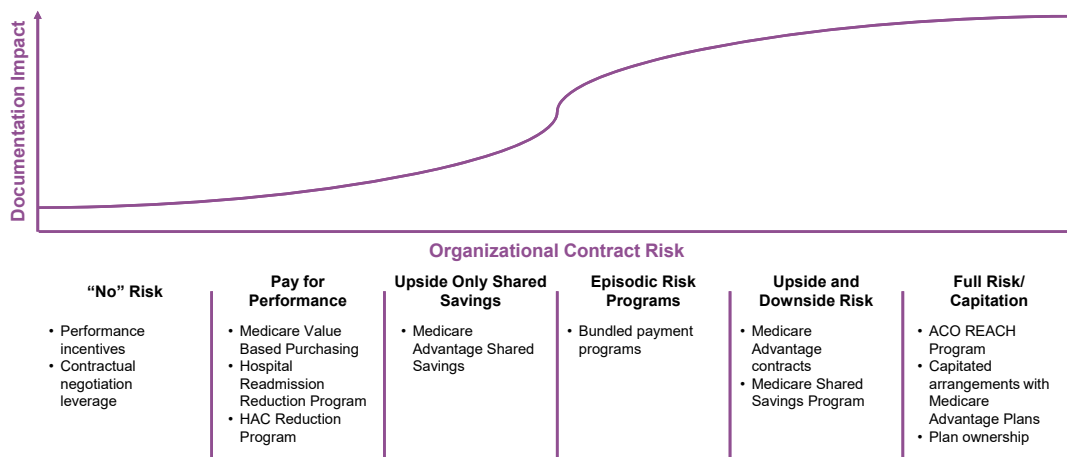 Documentation Impact
Organizational Contract Risk
“No” Risk
• Performance
incentives
• Contractual
negotiation
leverage
Pay for
Performance
• Medicare Value
Based Purchasing
• Hospital
Readmission
Reduction Program
• HAC Reduction
Program
Upside Only Shared
Savings
• Medicare
Advantage Shared
Savings
Episodic Risk
Programs
• Bundled payment
programs
Upside and
Downside Risk
• Medicare
Advantage
contracts
• Medicare Shared
Savings Program
Full Risk/
Capitation
• ACO REACH
Program
• Capitated
arrangements with
Medicare
Advantage Plans
• Plan ownership